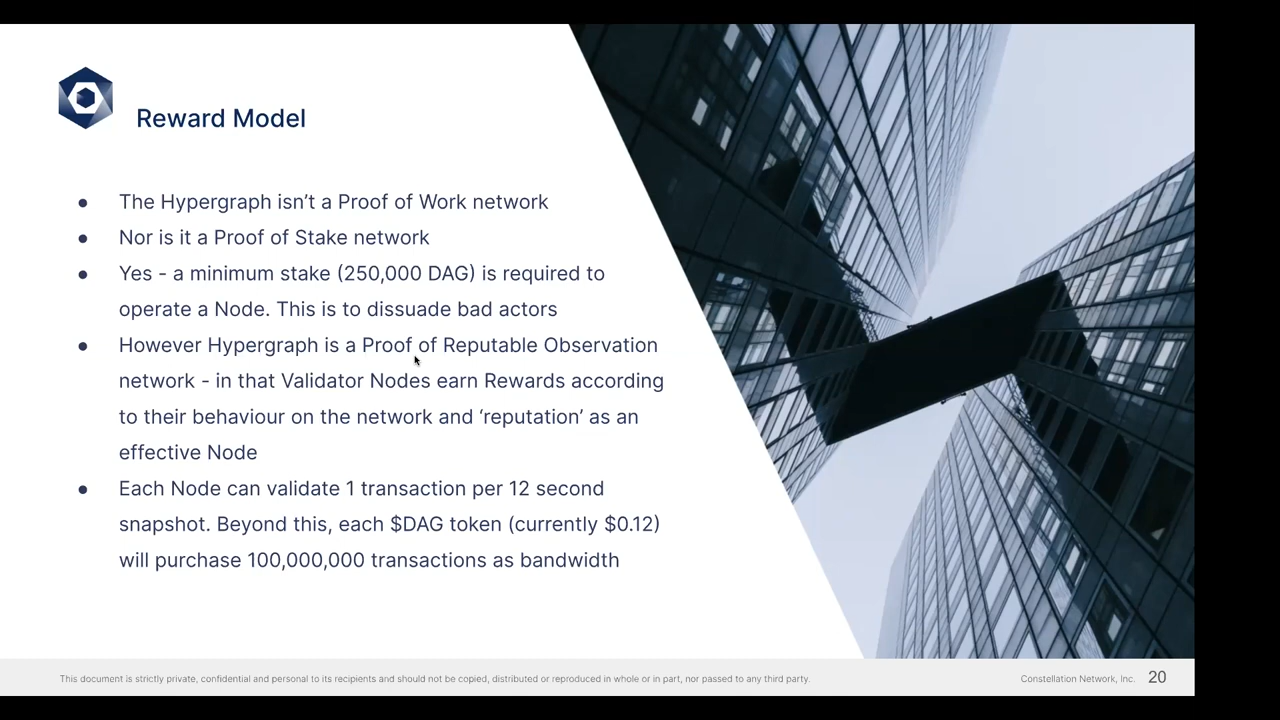 Reward Model
● The Hypergraph isn’t a Proof of Work network
● Nor is it a Proof of Stake network
● Yes - a minimum stake (250,000 DAG) is required to
operate a Node. This is to dissuade bad actors
● However Hypergraph is a Proof of Reputable Observation
network - in that Validator Nodes earn Rewards according
to their behaviour on the network and ‘reputation’ as an
effective Node
● Each Node can validate 1 transaction per 12 second
snapshot. Beyond this, each $DAG token (currently $0.12)
will purchase 100,000,000 transactions as bandwidth
This document is strictly private, confidential and personal to its recipients and should not be copied, distributed or reproduced in whole or in part, nor passed to any third party.
Constellation Network, Inc. 20